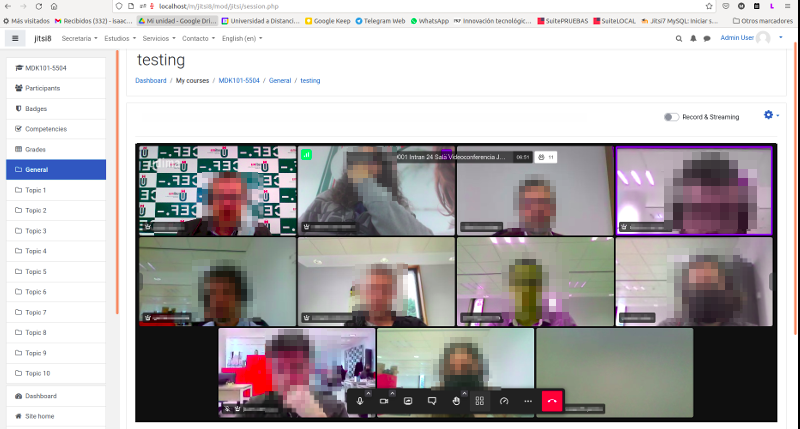 localhost/m/jitsi8/mod/jitsi/session.php
Más visitados
Recibidos (332) - isaac...
Mi unidad - Google Dri...
Universidad a Distanci...
Google Keep
Telegram Web
WhatsApp
Innovación tecnológic...
SuitePRUEBAS
SuiteLOCAL
Jitsi7 MySQL: Iniciar s...
Otros marcadores
jitsi8
Secretaria
Estudios
Servicios
Contacto
English (en)
Admin User
MDK101-5504
Participants
Badges
Competencies
Grades
General
Topic 1
Topic 2
Topic 3
Topic 4
Topic 5
Topic 6
Topic 7
Topic 8
Topic 9
Topic 10
Dashboard
Site home
testing
Dashboard / My courses / MDK101-5504 / General / testing
Record & Streaming
001 Intran 24 Sala Videoconferencia J...
06:51
11